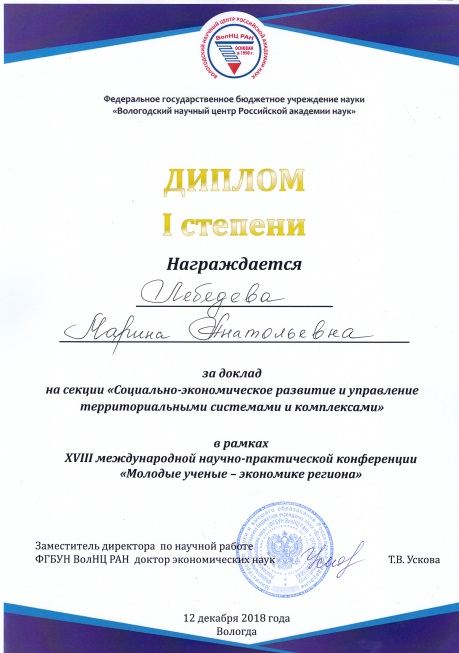 ВОЛОГОДСКИЙ НАУЧНЫЙ ЦЕНТР РОССИЙСКОЙ АКАДЕМИИ НАУК
ВолНЦ РАН
ОСНОВАН
в 1990 г.
Федеральное государственное бюджетное учреждение науки
«Вологодский научный центр Российской академии наук»
ДИПЛОМ
I степени
Награждается
Лебедева
Марина Анатольевна
за доклад
на секции «Социально-экономическое развитие и управление
территориальными системами и комплексами»
в рамках
XVIII международной научно-практической конференции
«Молодые ученые – экономике региона»
Заместитель директора по научной работе
ФГБУН ВолНЦ РАН доктор экономических наук
Т.В. Ускова
12 декабря 2018 года
Вологда